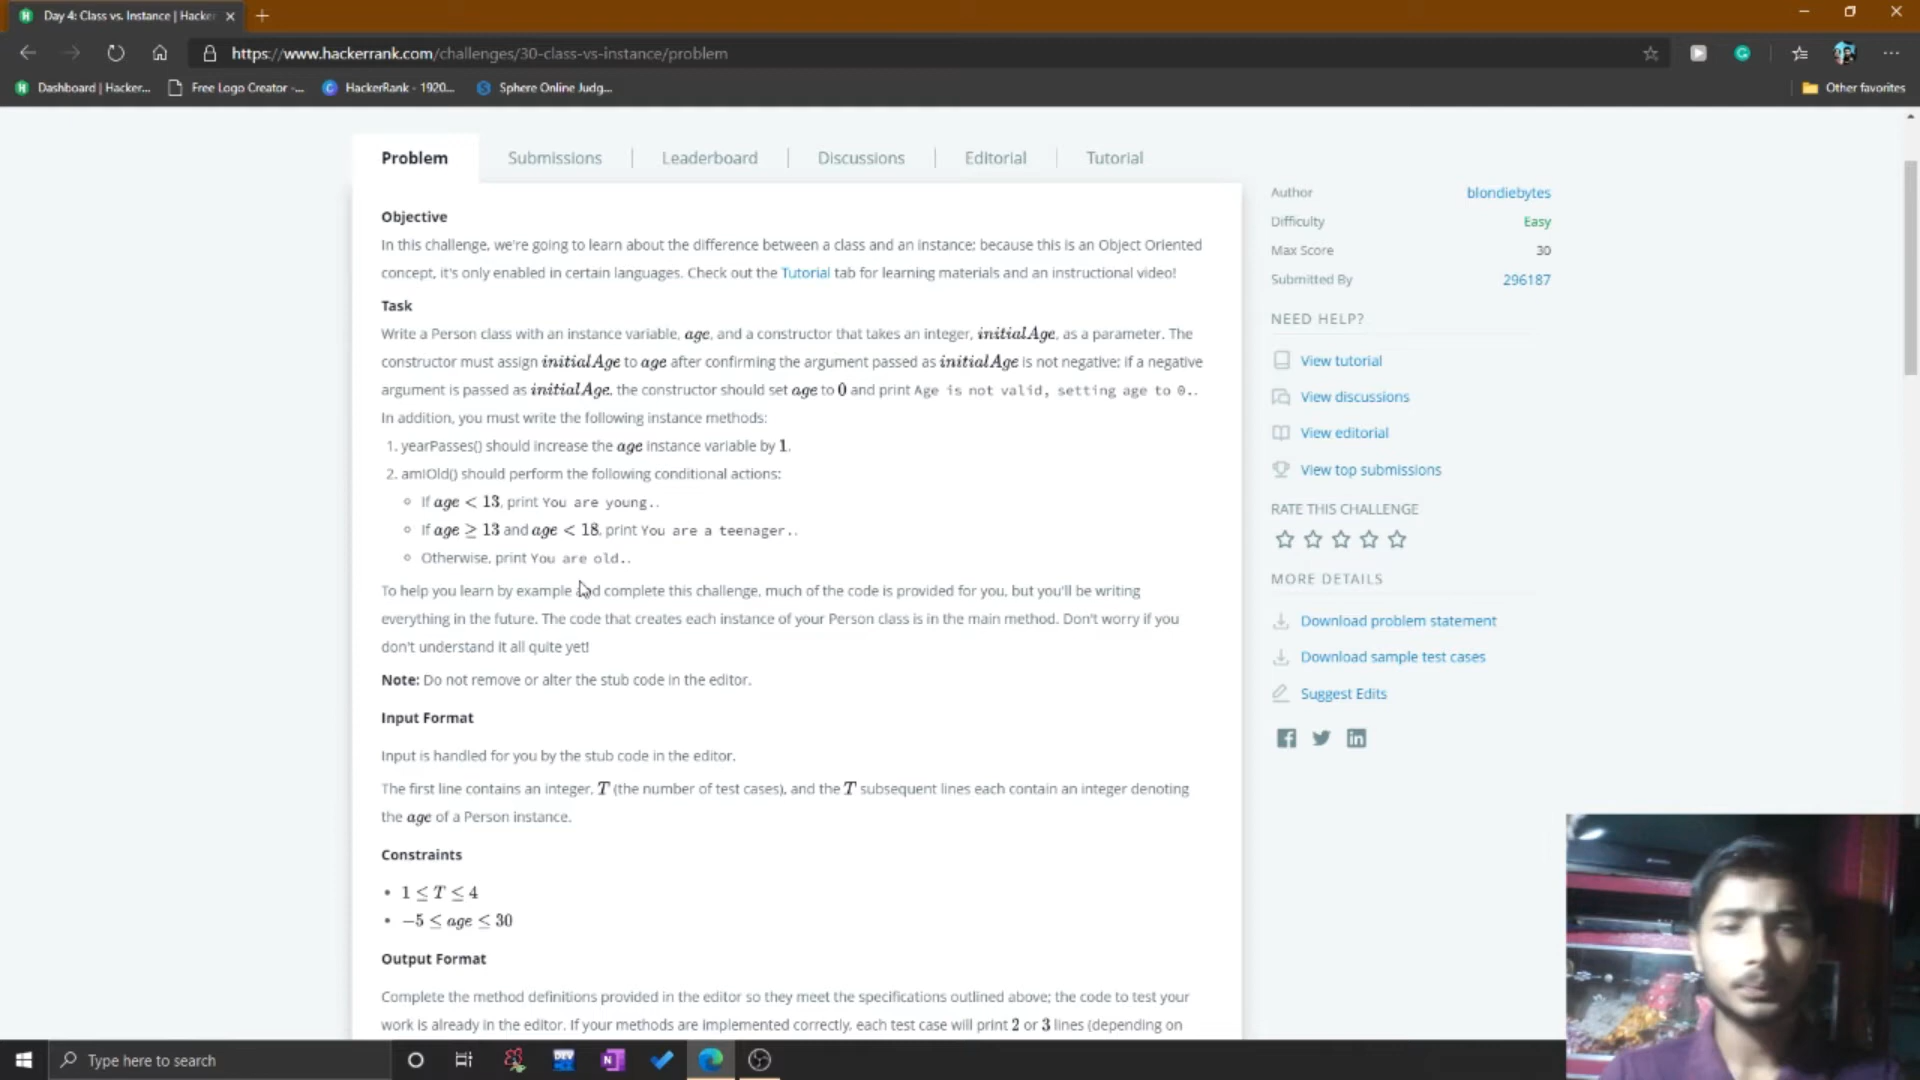 Day 4: Class vs. Instance | Hacker
https://www.hackerrank.com/challenges/30-class-vs-instance/problem
Dashboard | Hacker...
Free Logo Creator -...
HackerRank - 1920...
Sphere Online Judg...
Other favorites
Problem
Submissions
Leaderboard
Discussions
Editorial
Tutorial
Objective
In this challenge, we're going to learn about the difference between a class and an instance; because this is an Object Oriented
concept, it's only enabled in certain languages. Check out the Tutorial tab for learning materials and an instructional video!
Task
Write a Person class with an instance variable, age, and a constructor that takes an integer, initialAge, as a parameter. The
constructor must assign initialAge to age after confirming the argument passed as initialAge is not negative; if a negative
argument is passed as initialAge, the constructor should set age to 0 and print Age is not valid, setting age to 0..
In addition, you must write the following instance methods:
1. yearPasses() should increase the age instance variable by 1.
2. amIOld() should perform the following conditional actions:
◦ If age < 13, print You are young..
◦ If age ≥ 13 and age < 18, print You are a teenager..
◦ Otherwise, print You are old..
To help you learn by example and complete this challenge, much of the code is provided for you, but you'll be writing
everything in the future. The code that creates each instance of your Person class is in the main method. Don't worry if you
don't understand it all quite yet!
Note: Do not remove or alter the stub code in the editor.
Input Format
Input is handled for you by the stub code in the editor.
The first line contains an integer, T (the number of test cases), and the T subsequent lines each contain an integer denoting
the age of a Person instance.
Constraints
• 1 ≤ T ≤ 4
• −5 ≤ age ≤ 30
Output Format
Complete the method definitions provided in the editor so they meet the specifications outlined above; the code to test your
work is already in the editor. If your methods are implemented correctly, each test case will print 2 or 3 lines (depending on
Author blondiebytes
Difficulty Easy
Max Score 30
Submitted By 296187
NEED HELP?
View tutorial
View discussions
View editorial
View top submissions
RATE THIS CHALLENGE
MORE DETAILS
Download problem statement
Download sample test cases
Suggest Edits
Type here to search
DEV